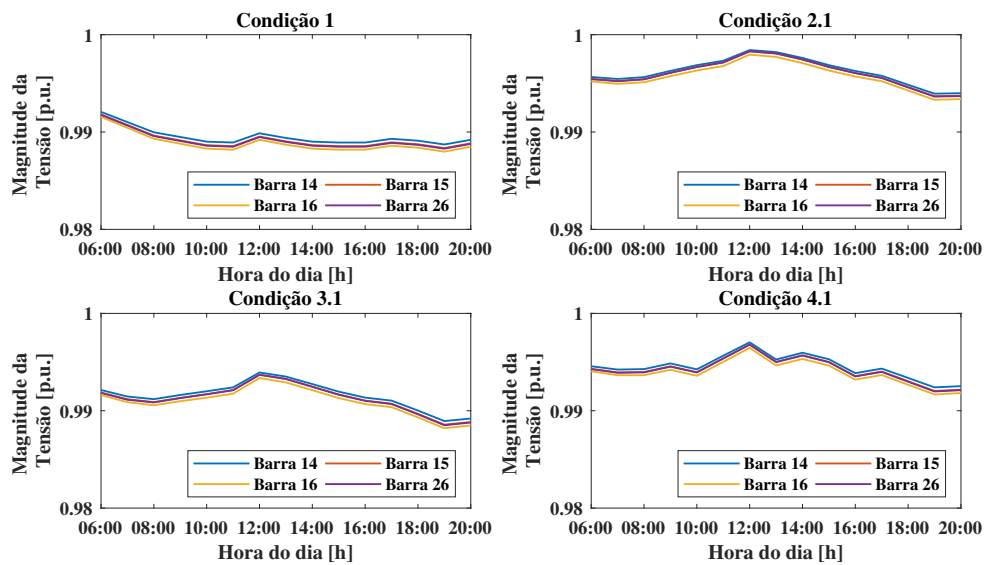 Condição 1
1
0.99
0.98
Magnitude da
Tensão [p.u.]
Barra 14
Barra 15
Barra 16
Barra 26
06:00 08:00 10:00 12:00 14:00 16:00 18:00 20:00
Hora do dia [h]
Condição 2.1
1
0.99
0.98
Magnitude da
Tensão [p.u.]
Barra 14
Barra 15
Barra 16
Barra 26
06:00 08:00 10:00 12:00 14:00 16:00 18:00 20:00
Hora do dia [h]
Condição 3.1
1
0.99
0.98
Magnitude da
Tensão [p.u.]
Barra 14
Barra 15
Barra 16
Barra 26
06:00 08:00 10:00 12:00 14:00 16:00 18:00 20:00
Hora do dia [h]
Condição 4.1
1
0.99
0.98
Magnitude da
Tensão [p.u.]
Barra 14
Barra 15
Barra 16
Barra 26
06:00 08:00 10:00 12:00 14:00 16:00 18:00 20:00
Hora do dia [h]